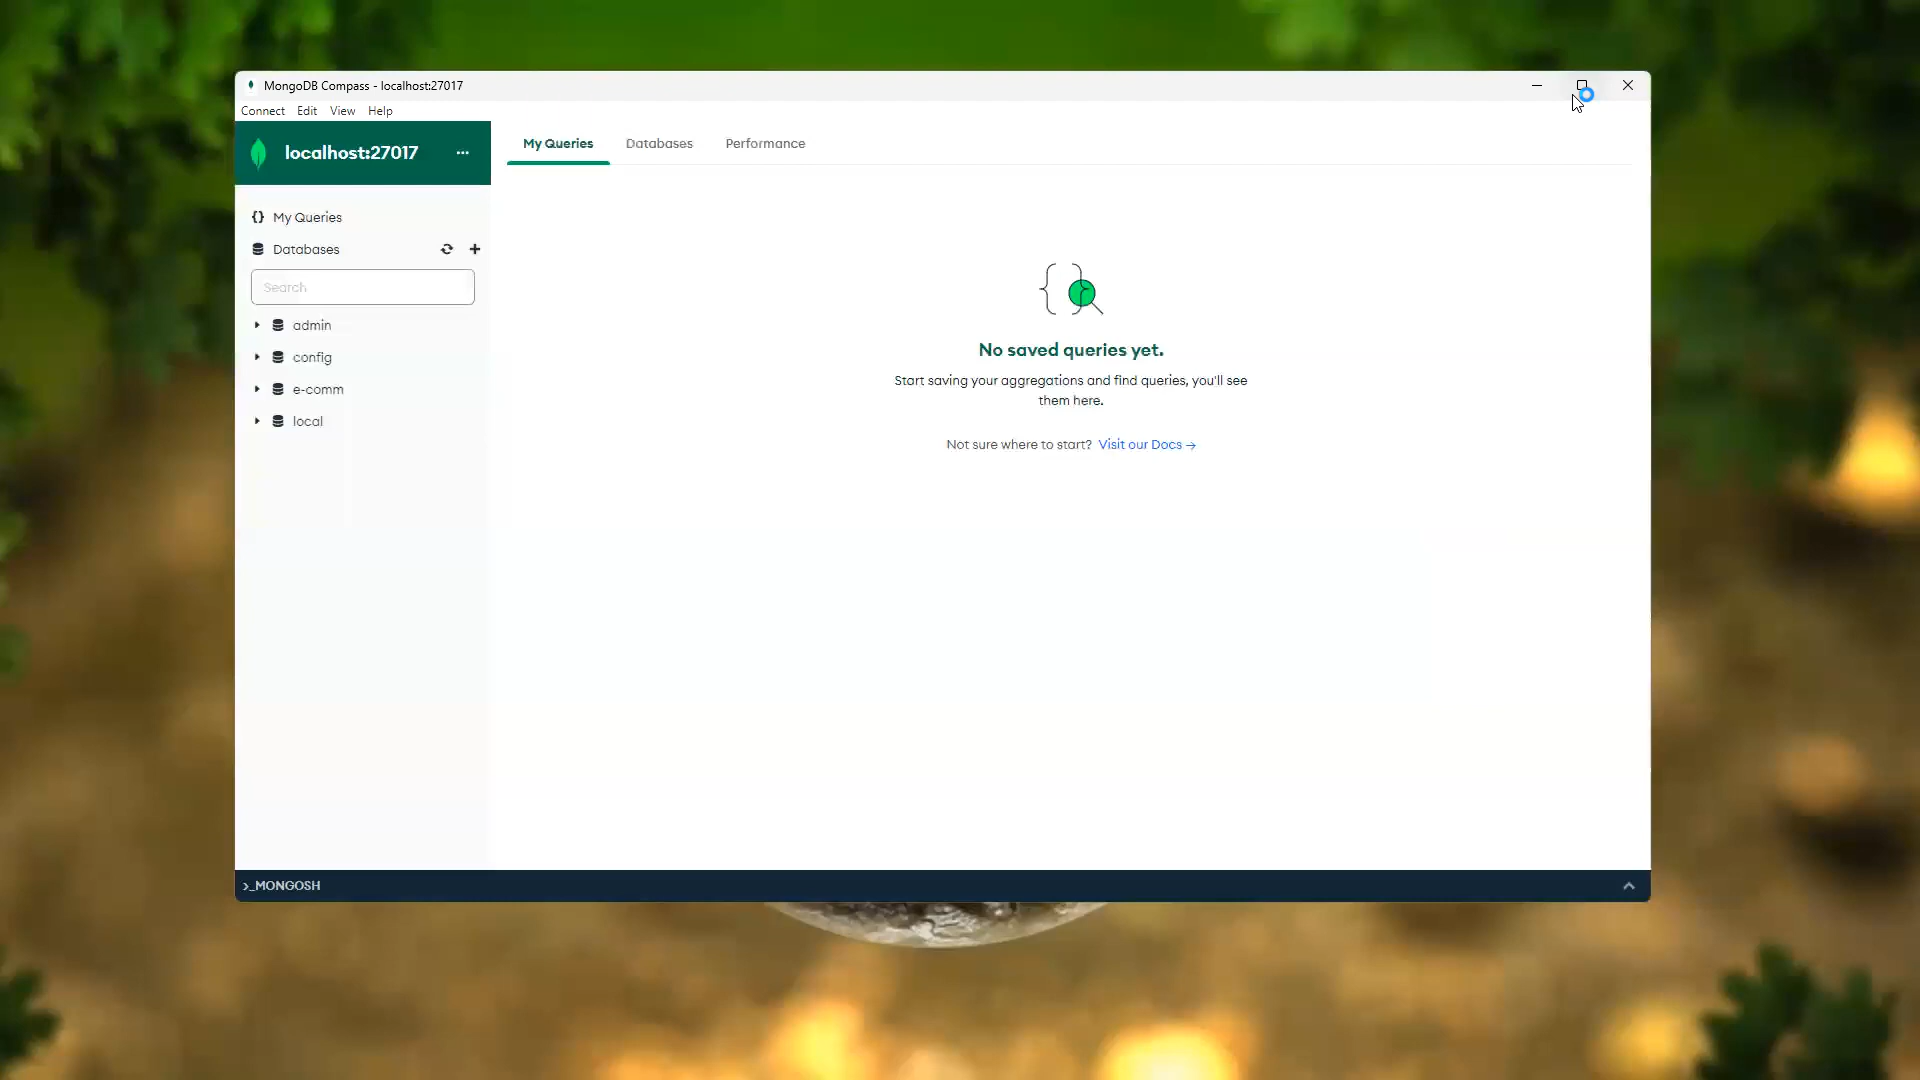 MongoDB Compass - localhost:27017
Connect Edit View Help
localhost:27017 ...
My Queries Databases Performance
{} My Queries
Databases
Search
admin
config
e-comm
local
No saved queries yet.
Start saving your aggregations and find queries, you'll see
them here.
Not sure where to start? Visit our Docs →
>_MONGOSH